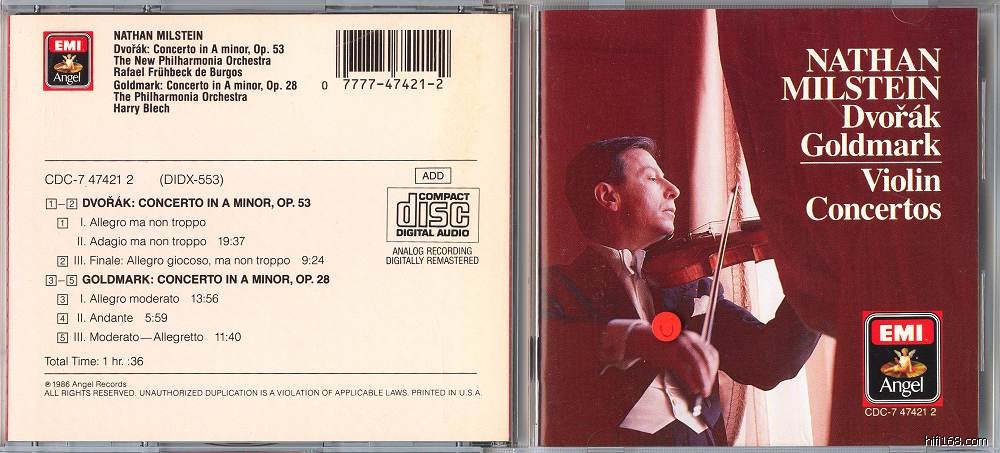 EMI
Angel
NATHAN MILSTEIN
Dvořák: Concerto in A minor, Op. 53
The New Philharmonia Orchestra
Rafael Frühbeck de Burgos
Goldmark: Concerto in A minor, Op. 28
The Philharmonia Orchestra
Harry Blech
0 7777-47421-2
CDC-7 47421 2 (DIDX-553)
ADD
COMPACT
disc
DIGITAL AUDIO
ANALOG RECORDING
DIGITALLY REMASTERED
1–2 DVOŘÁK: CONCERTO IN A MINOR, OP. 53
1 I. Allegro ma non troppo
II. Adagio ma non troppo 19:37
2 III. Finale: Allegro giocoso, ma non troppo 9:24
3–5 GOLDMARK: CONCERTO IN A MINOR, OP. 28
3 I. Allegro moderato 13:56
4 II. Andante 5:59
5 III. Moderato—Allegretto 11:40
Total Time: 1 hr. :36
℗1986 Angel Records
ALL RIGHTS RESERVED. UNAUTHORIZED DUPLICATION IS A VIOLATION OF APPLICABLE LAWS. PRINTED IN U.S.A.
NATHAN
MILSTEIN
Dvořák
Goldmark
Violin
Concertos
U
EMI
Angel
CDC-7 47421 2
hifi168.com